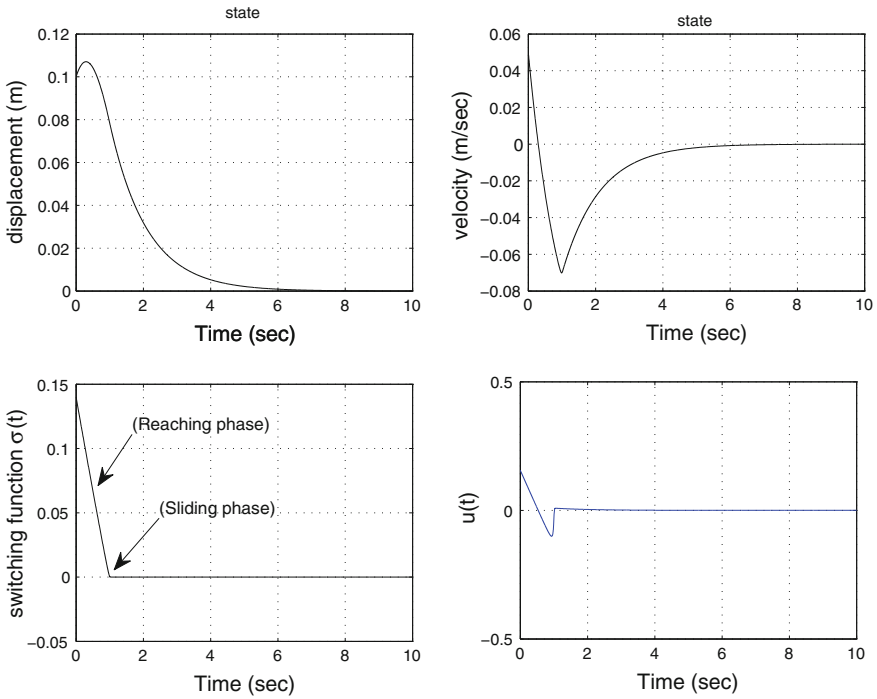 state
0.12
0.1
0.08
0.06
0.04
0.02
0
displacement (m)
0 2 4 6 8 10
Time (sec)
state
0.06
0.04
0.02
0
−0.02
−0.04
−0.06
−0.08
velocity (m/sec)
0 2 4 6 8 10
Time (sec)
0.15
0.1
0.05
0
−0.05
switching function σ(t)
(Reaching phase)
(Sliding phase)
0 2 4 6 8 10
Time (sec)
0.5
0
−0.5
u(t)
0 2 4 6 8 10
Time (sec)